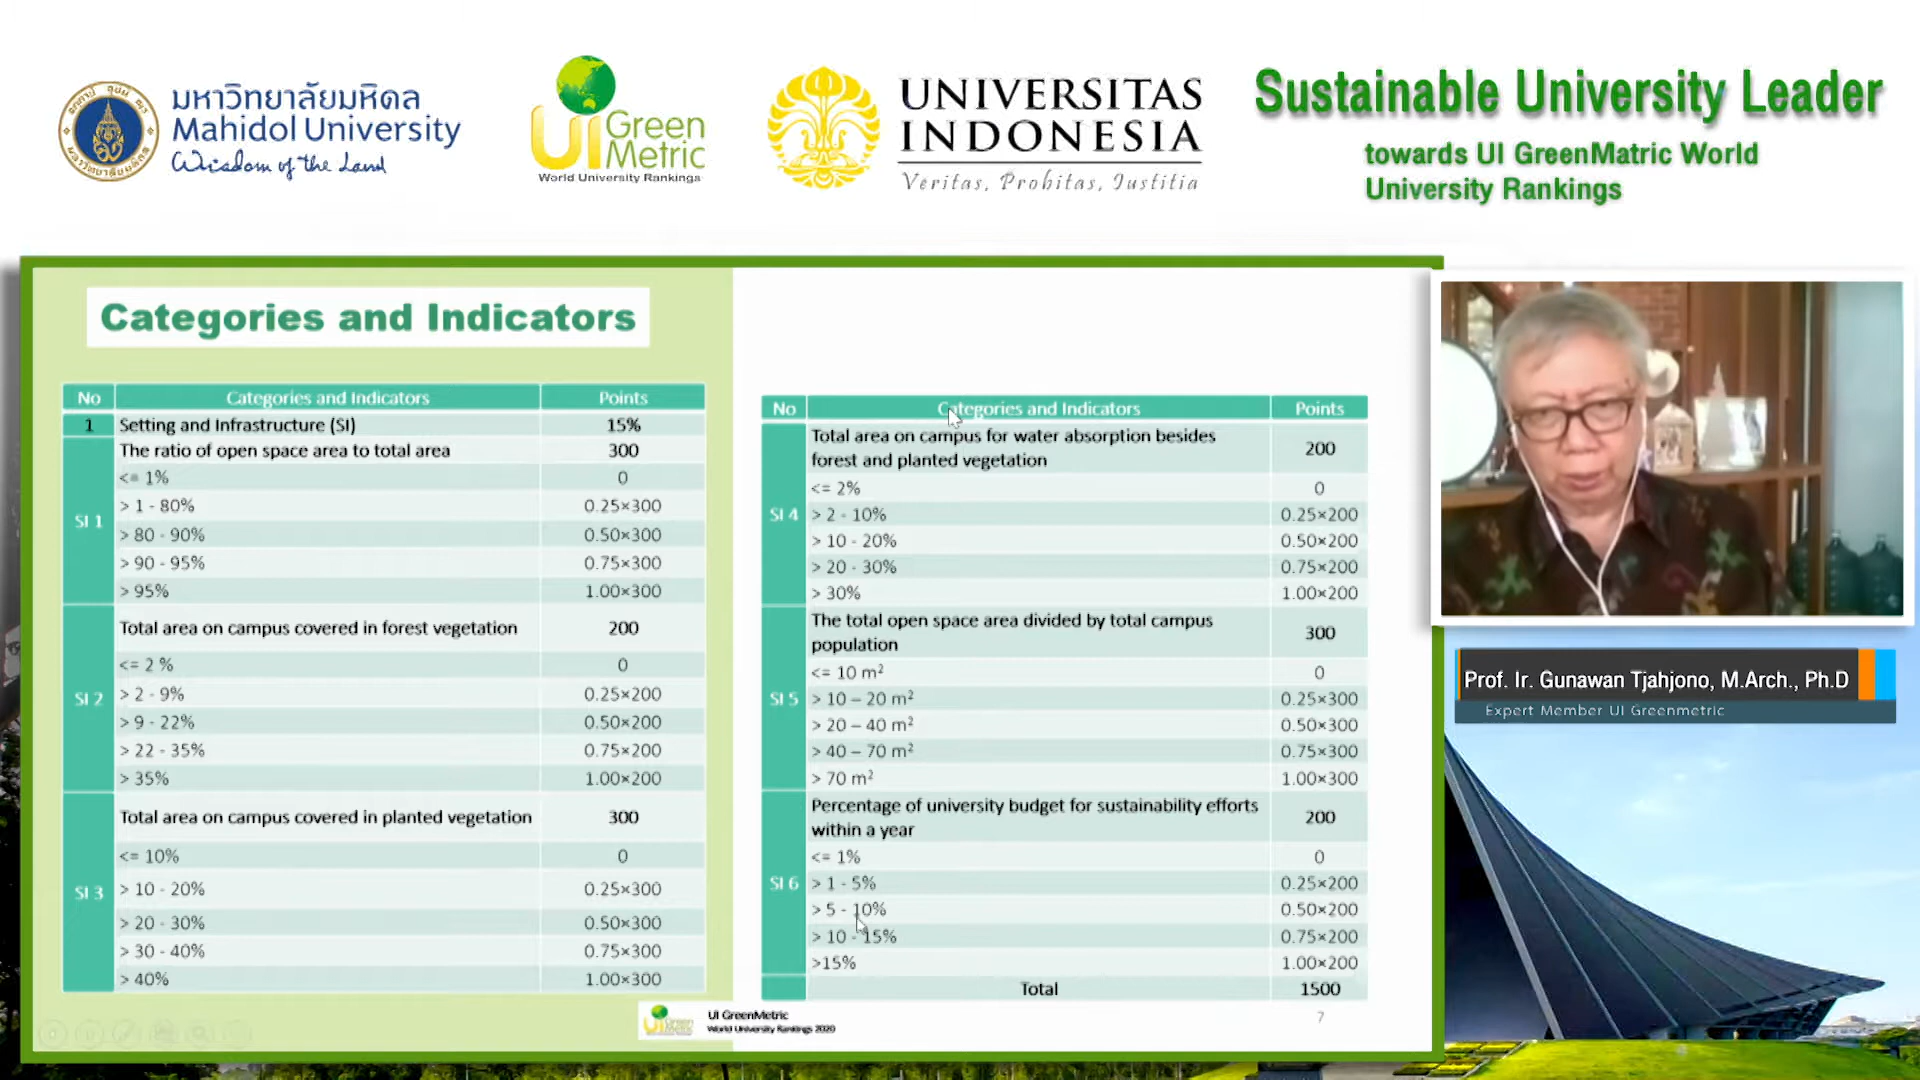 มหาวิทยาลัยมหิดล
Mahidol University
Wisdom of the Land
UI Green
Metric
World University Rankings
UNIVERSITAS
INDONESIA
Veritas, Probitas, Iustitia
Sustainable University Leader
towards UI GreenMatric World
University Rankings
Categories and Indicators
No Categories and Indicators Points
1 Setting and Infrastructure (SI) 15%
SI 1
The ratio of open space area to total area 300
<= 1% 0
> 1 - 80% 0.25×300
> 80 - 90% 0.50×300
> 90 - 95% 0.75×300
> 95% 1.00×300
SI 2
Total area on campus covered in forest vegetation 200
<= 2 % 0
> 2 - 9% 0.25×200
> 9 - 22% 0.50×200
> 22 - 35% 0.75×200
> 35% 1.00×200
SI 3
Total area on campus covered in planted vegetation 300
<= 10% 0
> 10 - 20% 0.25×300
> 20 - 30% 0.50×300
> 30 - 40% 0.75×300
> 40% 1.00×300
No Categories and Indicators Points
SI 4
Total area on campus for water absorption besides
forest and planted vegetation 200
<= 2% 0
> 2 - 10% 0.25×200
> 10 - 20% 0.50×200
> 20 - 30% 0.75×200
> 30% 1.00×200
SI 5
The total open space area divided by total campus
population 300
<= 10 m² 0
> 10 – 20 m² 0.25×300
> 20 – 40 m² 0.50×300
> 40 – 70 m² 0.75×300
> 70 m² 1.00×300
SI 6
Percentage of university budget for sustainability efforts
within a year 200
<= 1% 0
> 1 - 5% 0.25×200
> 5 - 10% 0.50×200
> 10 - 15% 0.75×200
>15% 1.00×200
Total 1500
UI GreenMetric
World University Rankings 2020
7
Prof. Ir. Gunawan Tjahjono, M.Arch., Ph.D
Expert Member UI Greenmetric